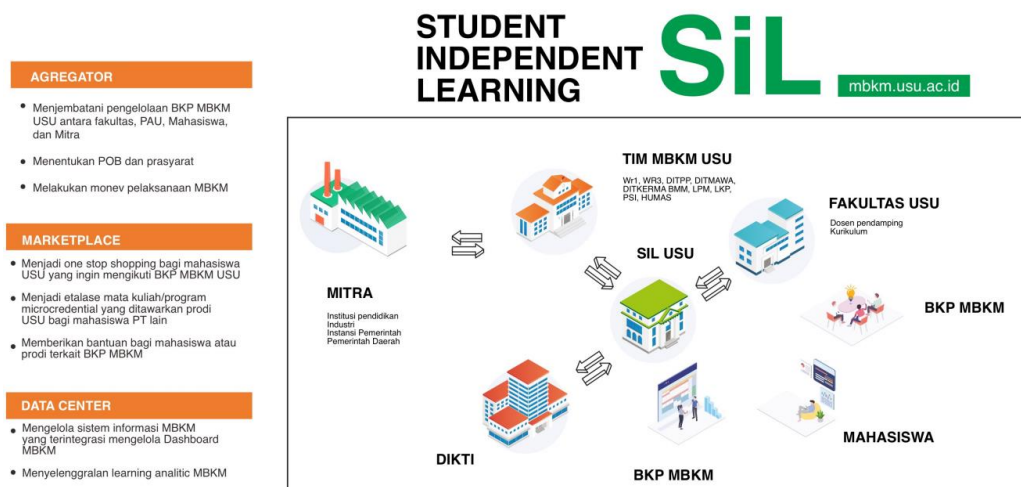 STUDENT
INDEPENDENT
LEARNING
SiL
mbkm.usu.ac.id
AGREGATOR
Menjembatani pengelolaan BKP MBKM
USU antara fakultas, PAU, Mahasiswa,
dan Mitra
Menentukan POB dan prasyarat
Melakukan monev pelaksanaan MBKM
MARKETPLACE
Menjadi one stop shopping bagi mahasiswa
USU yang ingin mengikuti BKP MBKM USU
Menjadi etalase mata kuliah/program
microcredential yang ditawarkan prodi
USU bagi mahasiswa PT lain
Memberikan bantuan bagi mahasiswa atau
prodi terkait BKP MBKM
DATA CENTER
Mengelola sistem informasi MBKM
yang terintegrasi mengelola Dashboard
MBKM
Menyelenggralan learning analitic MBKM
TIM MBKM USU
Wr1, WR3, DITPP, DITMAWA,
DITKERMA BMM, LPM, LKP,
PSI, HUMAS
FAKULTAS USU
Dosen pendamping
Kurikulum
SIL USU
MITRA
Institusi pendidikan
Industri
Instansi Pemerintah
Pemerintah Daerah
BKP MBKM
MAHASISWA
DIKTI
BKP MBKM